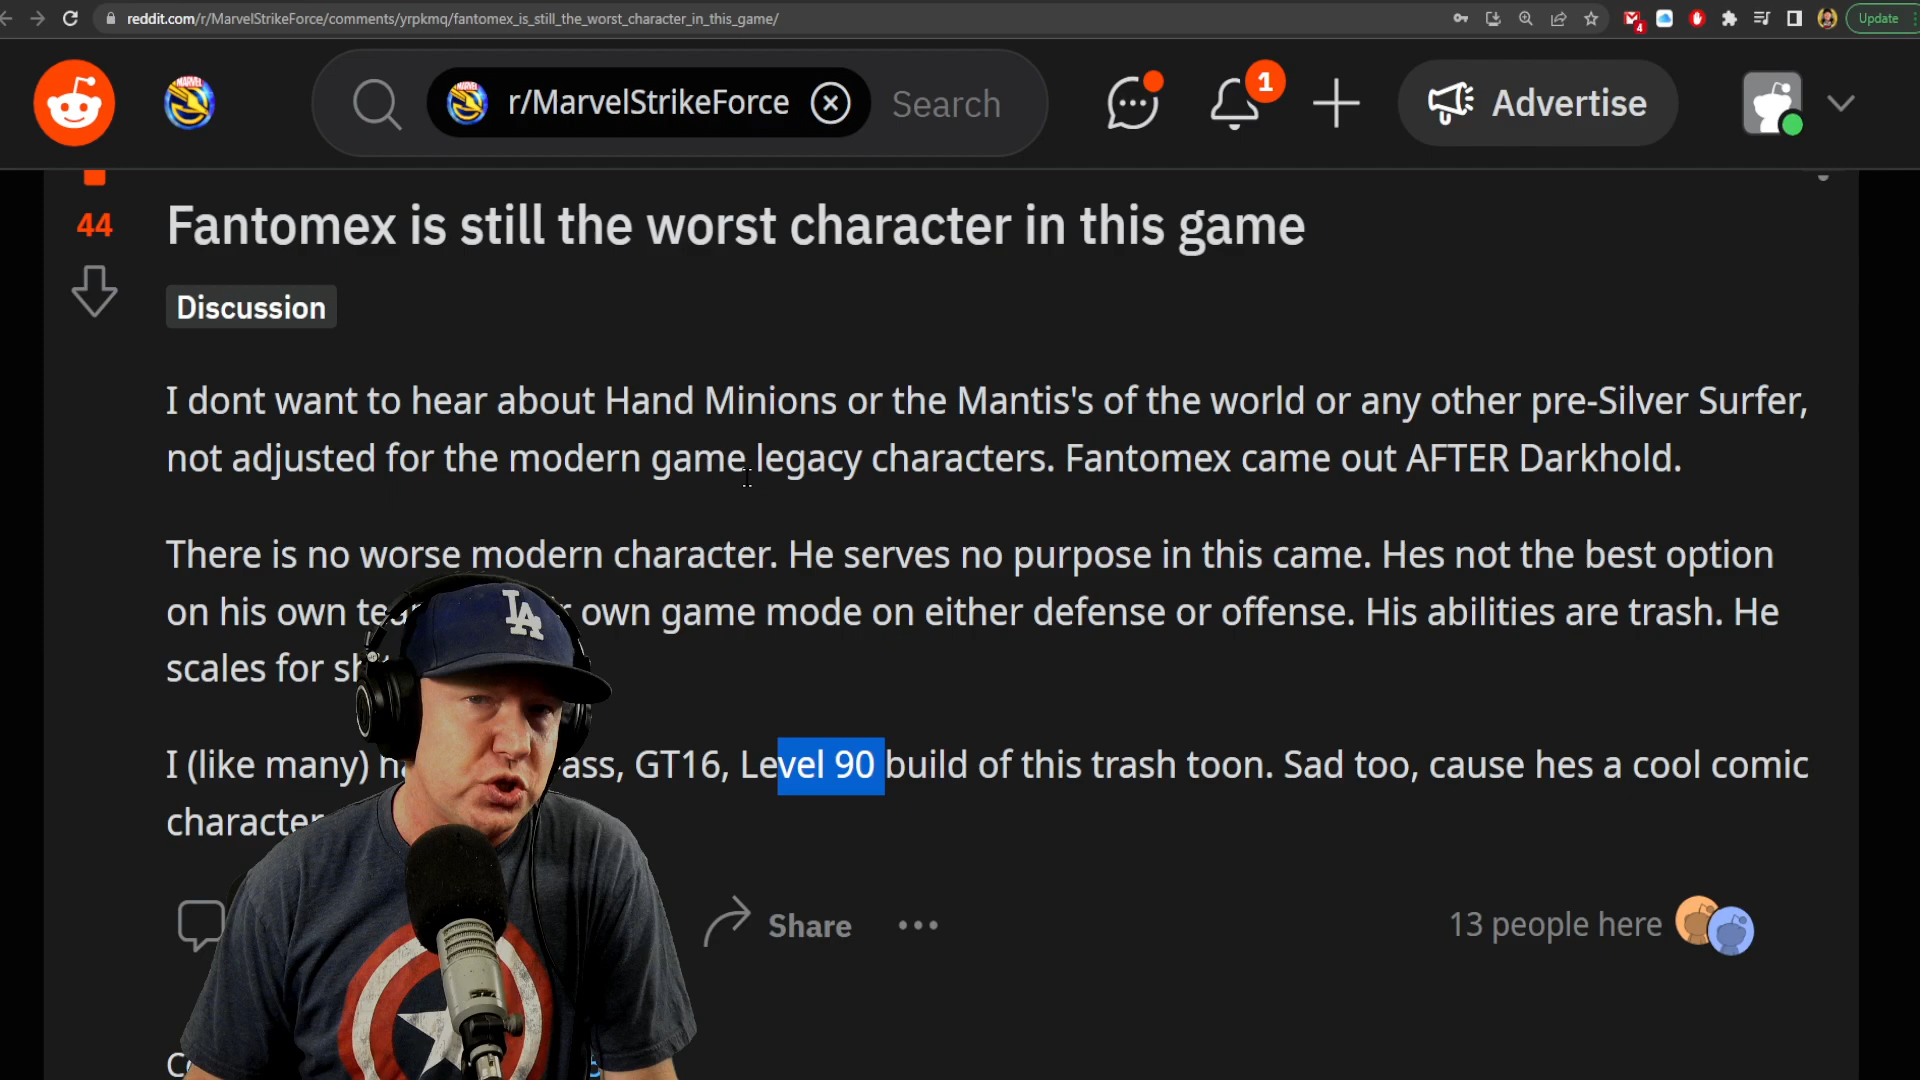 reddit.com/r/MarvelStrikeForce/comments/yrpkmq/fantomex_is_still_the_worst_character_in_this_game/
4
Update
MARVEL
MARVEL
r/MarvelStrikeForce
Search
1
Advertise
44
Fantomex is still the worst character in this game
Discussion
I dont want to hear about Hand Minions or the Mantis's of the world or any other pre-Silver Surfer,
not adjusted for the modern game legacy characters. Fantomex came out AFTER Darkhold.
There is no worse modern character. He serves no purpose in this came. Hes not the best option
on his own own game mode on either defense or offense. His abilities are trash. He
scales for
I (like many) GT16, Level 90 build of this trash toon. Sad too, cause hes a cool comic
character
LA
Share
13 people here